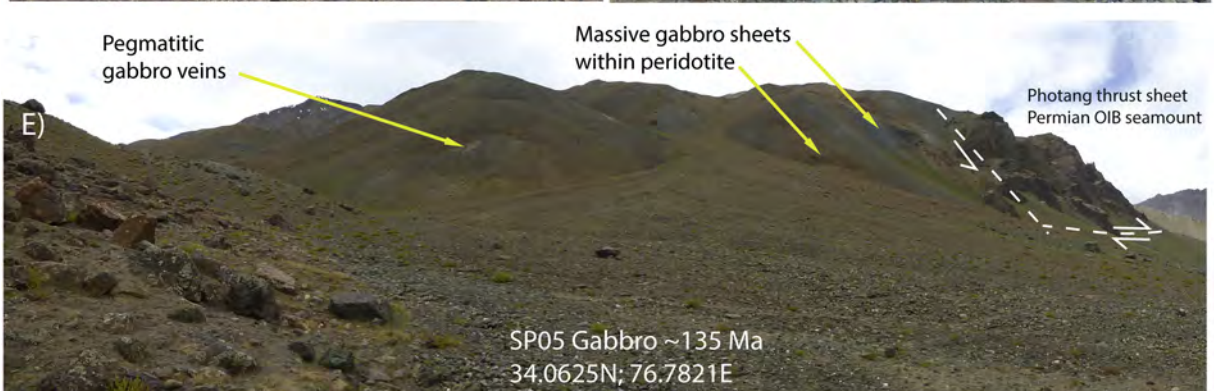 Pegmatitic
gabbro veins
Massive gabbro sheets
within peridotite
Photang thrust sheet
Permian OIB seamount
E)
SP05 Gabbro ~135 Ma
34.0625N; 76.7821E